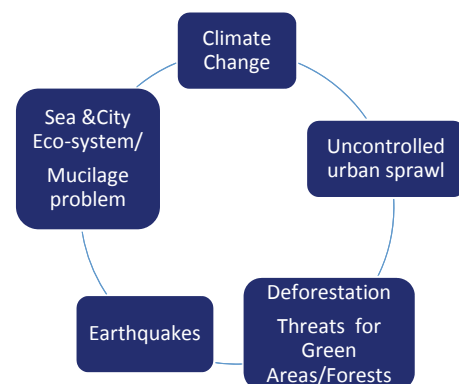 Climate
Change
Uncontrolled
urban sprawl
Deforestation
Threats for
Green
Areas/Forests
Earthquakes
Sea &City
Eco-system/
Mucilage
problem